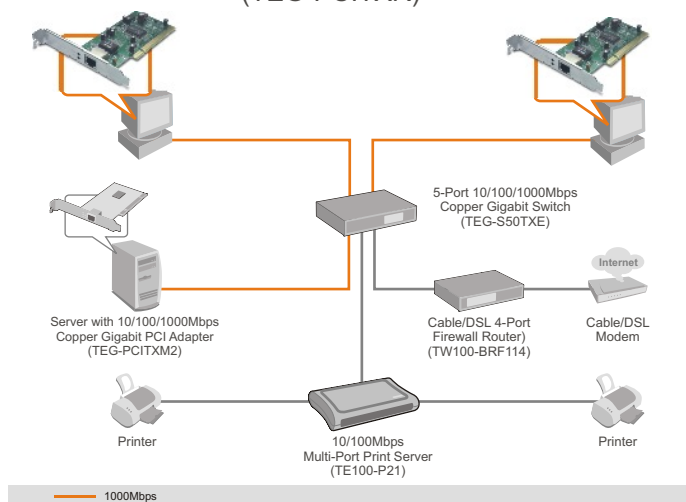 5-Port 10/100/1000Mbps
Copper Gigabit Switch
(TEG-S50TXE)
Internet
Server with 10/100/1000Mbps
Copper Gigabit PCI Adapter
(TEG-PCITXM2)
Cable/DSL 4-Port
Firewall Router)
(TW100-BRF114)
Cable/DSL
Modem
Printer
10/100Mbps
Multi-Port Print Server
(TE100-P21)
Printer
1000Mbps